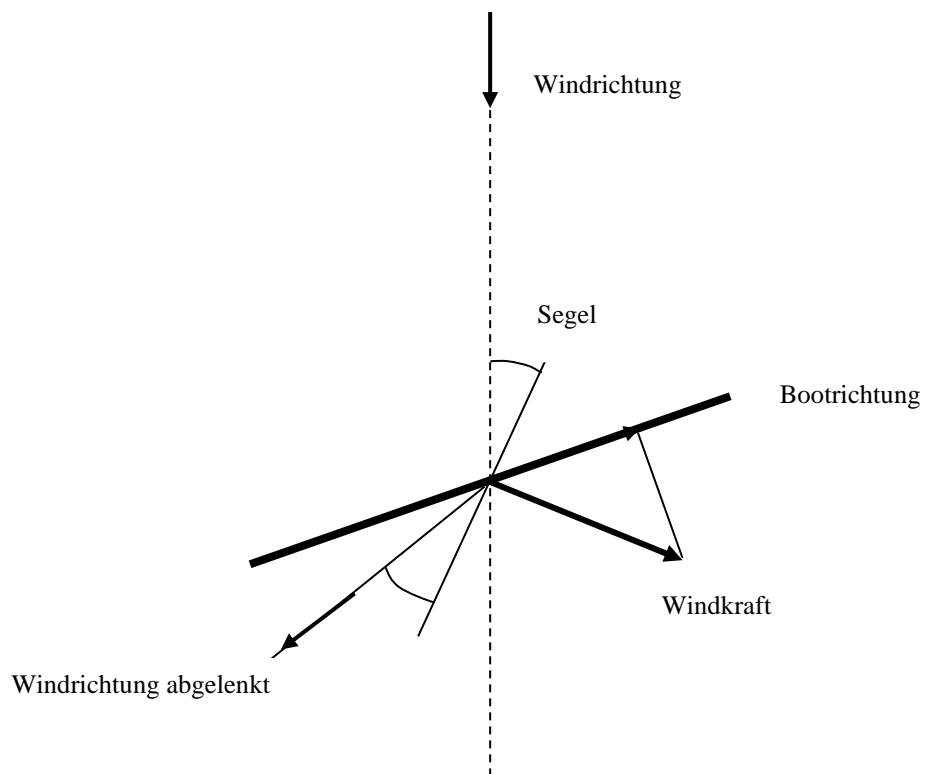 Windrichtung
Segel
Bootrichtung
Windkraft
Windrichtung abgelenkt